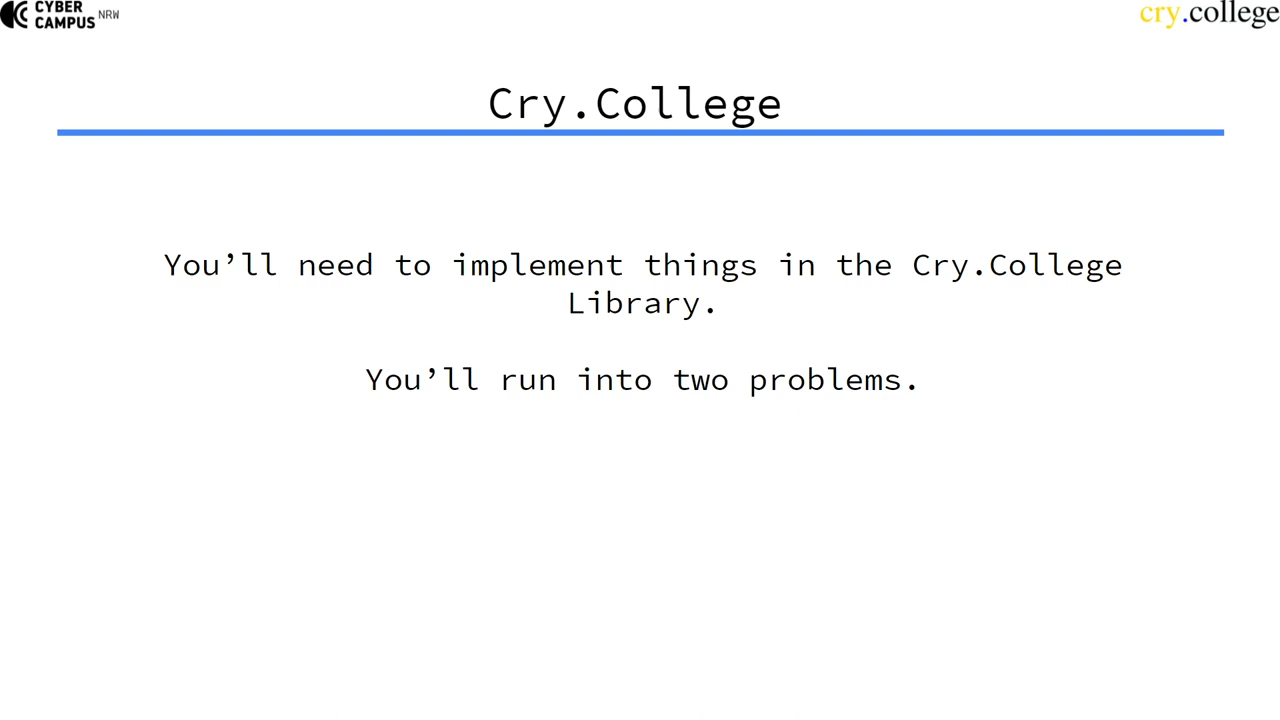 CYBER
CAMPUS NRW
cry.college
Cry.College
You’ll need to implement things in the Cry.College
Library.
You’ll run into two problems.